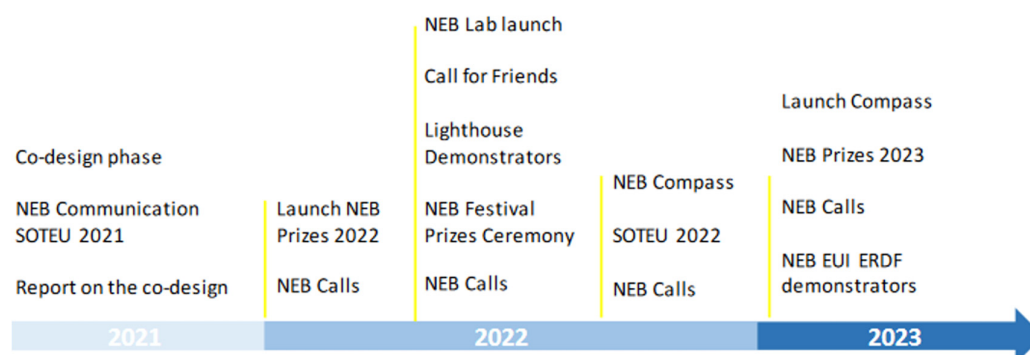 Co-design phase
NEB Communication
SOTEU 2021
Report on the co-design
Launch NEB
Prizes 2022
NEB Calls
NEB Lab launch
Call for Friends
Lighthouse
Demonstrators
NEB Festival
Prizes Ceremony
NEB Calls
NEB Compass
SOTEU 2022
NEB Calls
Launch Compass
NEB Prizes 2023
NEB Calls
NEB EUI ERDF
demonstrators
2021
2022
2023